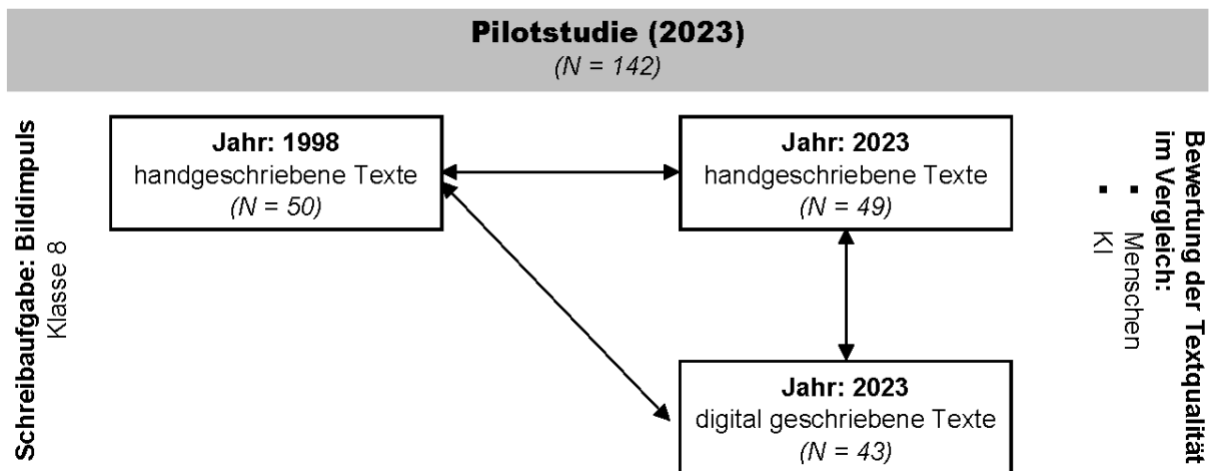 Pilotstudie (2023)
(N = 142)
Schreibaufgabe: Bildimpuls
Klasse 8
Jahr: 1998
handgeschriebene Texte
(N = 50)
Jahr: 2023
handgeschriebene Texte
(N = 49)
Jahr: 2023
digital geschriebene Texte
(N = 43)
Bewertung der Textqualität
im Vergleich:
▪ Menschen
▪ KI